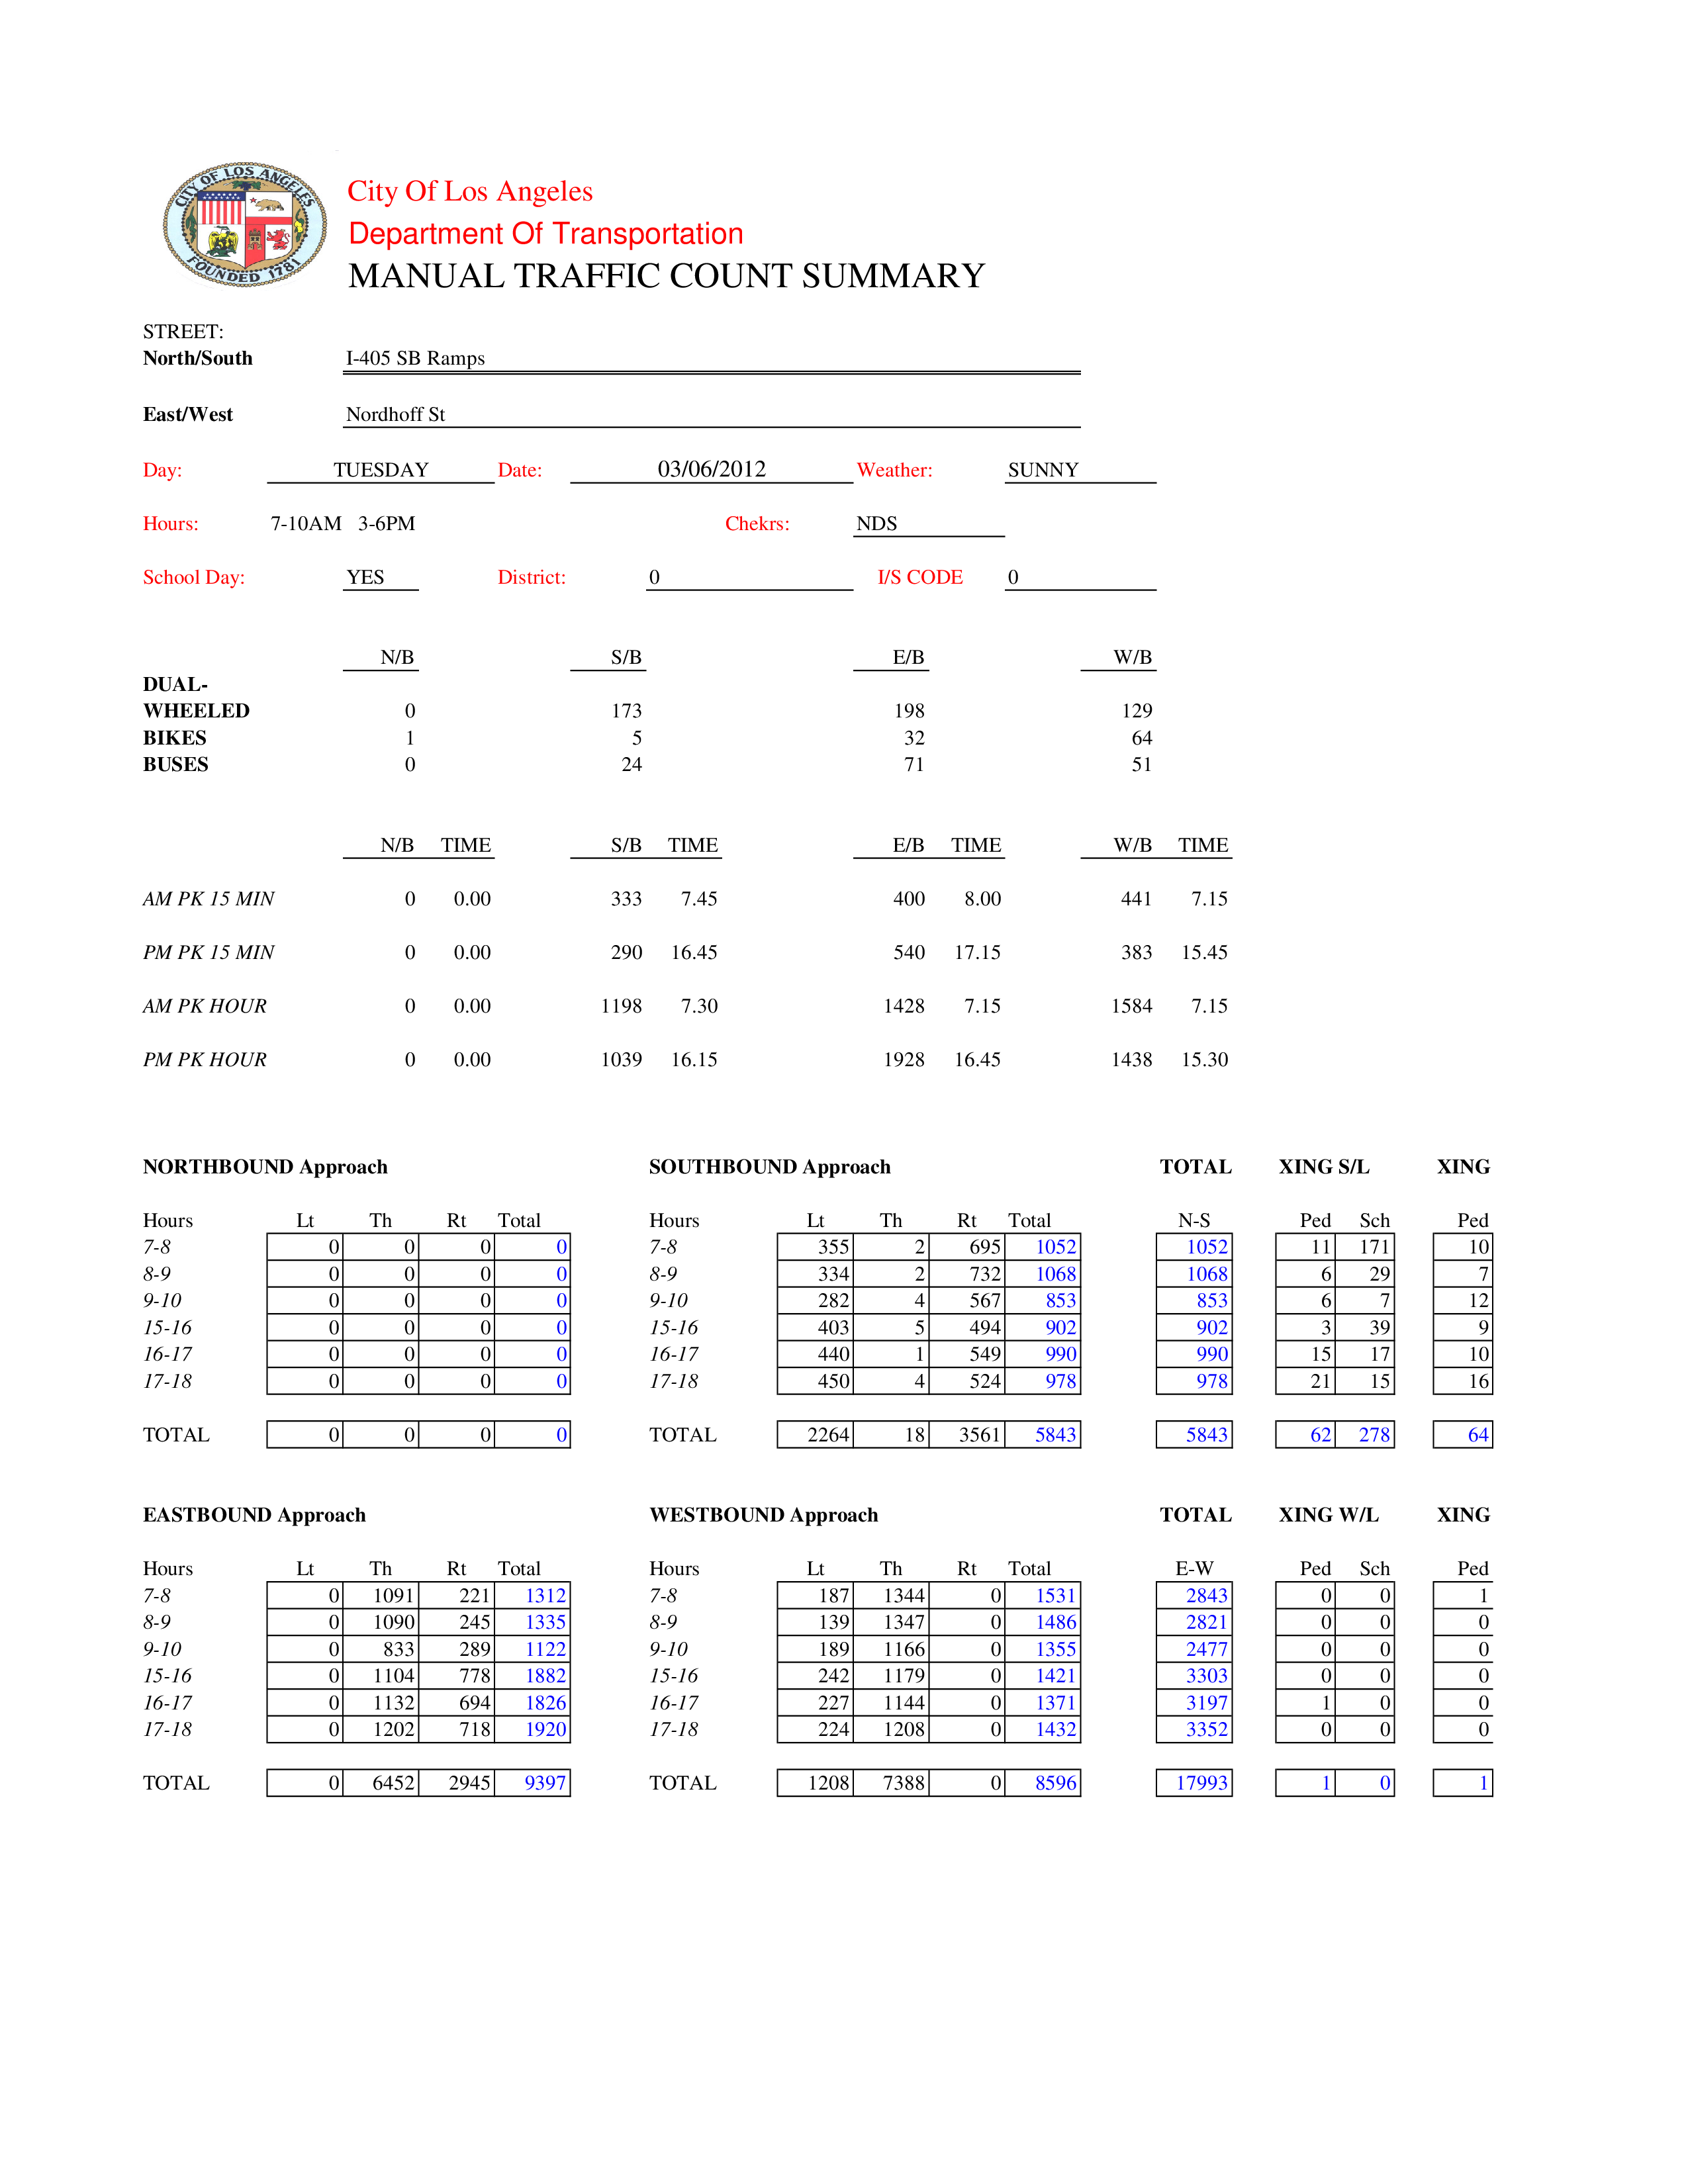 CITY OF LOS ANGELES
FOUNDED 1781
City Of Los Angeles
Department Of Transportation
MANUAL TRAFFIC COUNT SUMMARY
STREET:
North/South I-405 SB Ramps
East/West Nordhoff St
Day: TUESDAY Date: 03/06/2012 Weather: SUNNY
Hours: 7-10AM 3-6PM Chekrs: NDS
School Day: YES District: 0 I/S CODE 0
N/B S/B E/B W/B
DUAL-
WHEELED 0 173 198 129
BIKES 1 5 32 64
BUSES 0 24 71 51
N/B TIME S/B TIME E/B TIME W/B TIME
AM PK 15 MIN 0 0.00 333 7.45 400 8.00 441 7.15
PM PK 15 MIN 0 0.00 290 16.45 540 17.15 383 15.45
AM PK HOUR 0 0.00 1198 7.30 1428 7.15 1584 7.15
PM PK HOUR 0 0.00 1039 16.15 1928 16.45 1438 15.30
NORTHBOUND Approach SOUTHBOUND Approach TOTAL XING S/L XING
Hours Lt Th Rt Total Hours Lt Th Rt Total N-S Ped Sch Ped
7-8 0 0 0 0 7-8 355 2 695 1052 1052 11 171 10
8-9 0 0 0 0 8-9 334 2 732 1068 1068 6 29 7
9-10 0 0 0 0 9-10 282 4 567 853 853 6 7 12
15-16 0 0 0 0 15-16 403 5 494 902 902 3 39 9
16-17 0 0 0 0 16-17 440 1 549 990 990 15 17 10
17-18 0 0 0 0 17-18 450 4 524 978 978 21 15 16
TOTAL 0 0 0 0 TOTAL 2264 18 3561 5843 5843 62 278 64
EASTBOUND Approach WESTBOUND Approach TOTAL XING W/L XING
Hours Lt Th Rt Total Hours Lt Th Rt Total E-W Ped Sch Ped
7-8 0 1091 221 1312 7-8 187 1344 0 1531 2843 0 0 1
8-9 0 1090 245 1335 8-9 139 1347 0 1486 2821 0 0 0
9-10 0 833 289 1122 9-10 189 1166 0 1355 2477 0 0 0
15-16 0 1104 778 1882 15-16 242 1179 0 1421 3303 0 0 0
16-17 0 1132 694 1826 16-17 227 1144 0 1371 3197 1 0 0
17-18 0 1202 718 1920 17-18 224 1208 0 1432 3352 0 0 0
TOTAL 0 6452 2945 9397 TOTAL 1208 7388 0 8596 17993 1 0 1